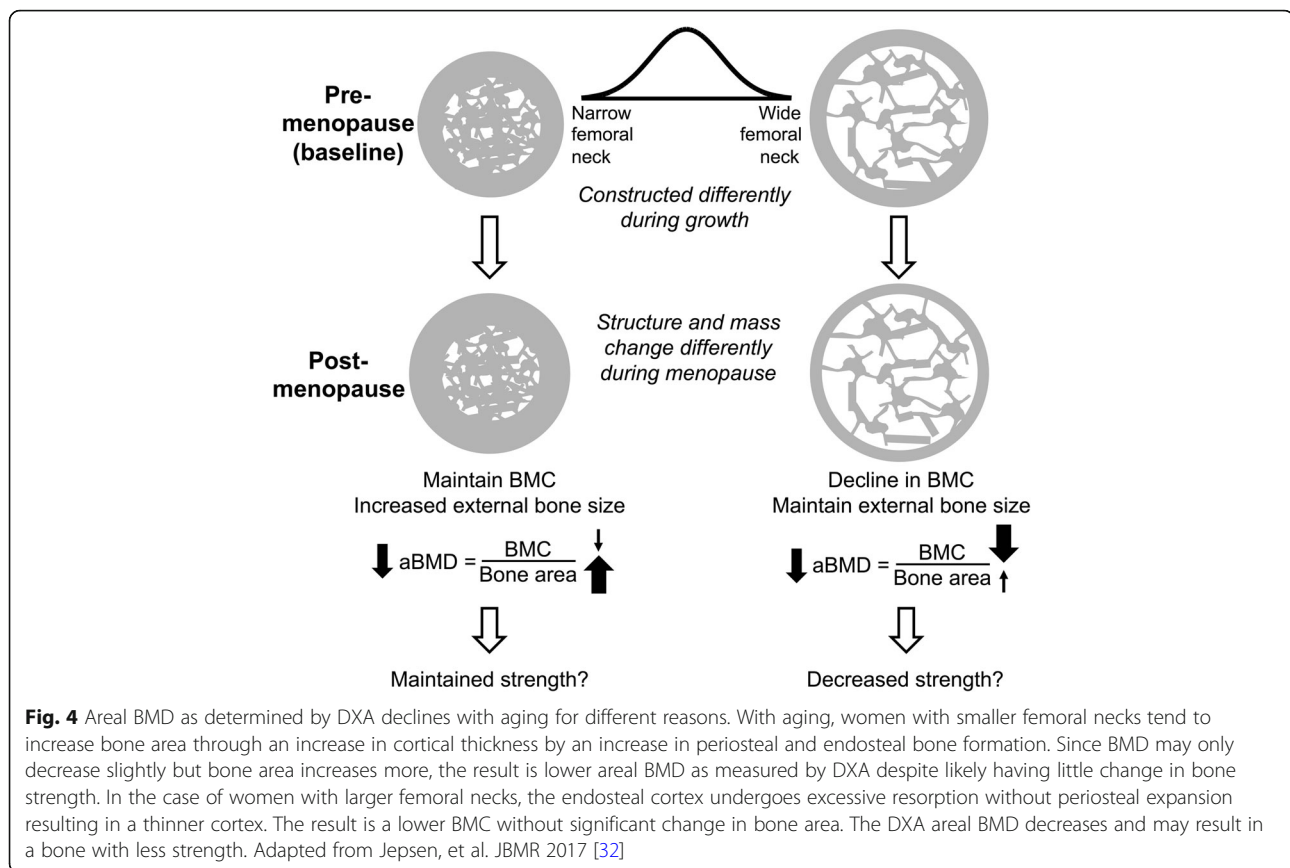 Pre-
menopause
(baseline)
Narrow
femoral
neck
Wide
femoral
neck
Constructed differently
during growth
Post-
menopause
Structure and mass
change differently
during menopause
Maintain BMC
Increased external bone size
aBMD = BMC
Bone area
Maintained strength?
Decline in BMC
Maintain external bone size
aBMD = BMC
Bone area
Decreased strength?
Fig. 4 Areal BMD as determined by DXA declines with aging for different reasons. With aging, women with smaller femoral necks tend to
increase bone area through an increase in cortical thickness by an increase in periosteal and endosteal bone formation. Since BMD may only
decrease slightly but bone area increases more, the result is lower areal BMD as measured by DXA despite likely having little change in bone
strength. In the case of women with larger femoral necks, the endosteal cortex undergoes excessive resorption without periosteal expansion
resulting in a thinner cortex. The result is a lower BMC without significant change in bone area. The DXA areal BMD decreases and may result in
a bone with less strength. Adapted from Jepsen, et al. JBMR 2017 [32]